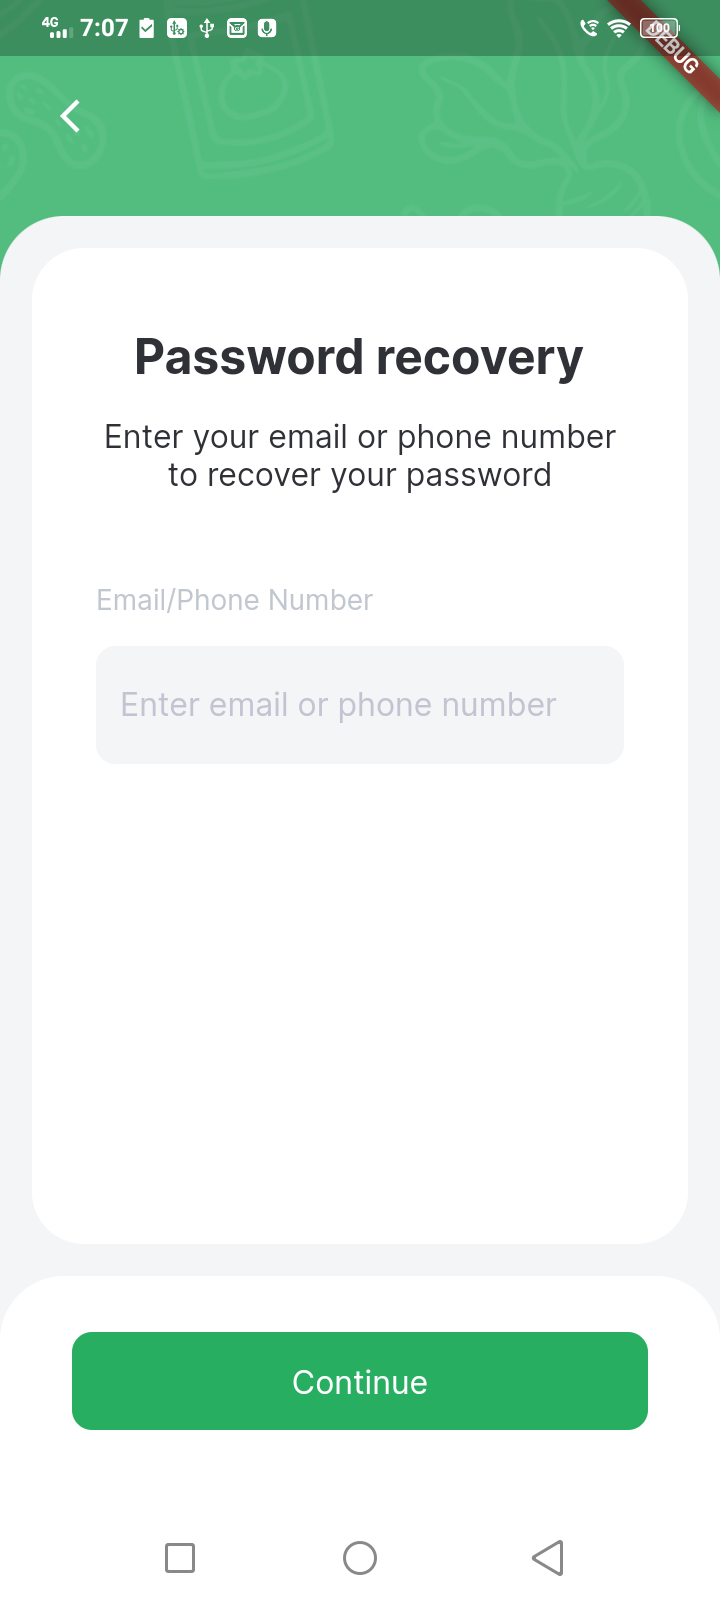 4G 7:07 100
DEBUG
Password recovery
Enter your email or phone number
to recover your password
Email/Phone Number
Enter email or phone number
Continue